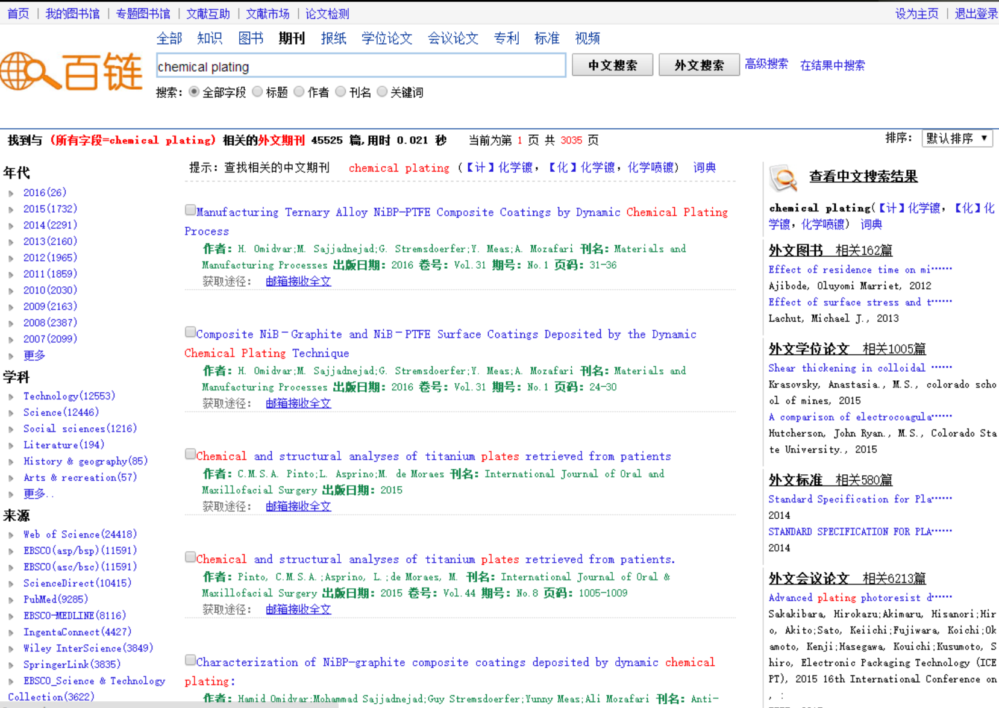 首页 | 我的图书馆 | 专题图书馆 | 文献互助 | 文献市场 | 论文检测
设为主页 | 退出登录
全部 知识 图书 期刊 报纸 学位论文 会议论文 专利 标准 视频
百链
chemical plating
中文搜索 外文搜索 高级搜索 在结果中搜索
搜索: 全部字段 标题 作者 刊名 关键词
找到与 (所有字段=chemical plating) 相关的外文期刊 45525 篇,用时 0.021 秒 当前为第 1 页 共 3035 页
排序: 默认排序
年代
2016(26)
2015(1732)
2014(2291)
2013(2160)
2012(1965)
2011(1859)
2010(2030)
2009(2163)
2008(2387)
2007(2099)
更多
学科
Technology(12553)
Science(12446)
Social sciences(1216)
Literature(194)
History & geography(85)
Arts & recreation(57)
更多..
来源
Web of Science(24418)
EBSCO(asp/bsp)(11591)
EBSCO(asc/bsc)(11591)
ScienceDirect(10415)
PubMed(9285)
EBSCO-MEDLINE(8116)
IngentaConnect(4427)
Wiley InterScience(3849)
SpringerLink(3835)
EBSCO_Science & Technology
Collection(3622)
提示: 查找相关的中文期刊 chemical plating (【计】化学镀, 【化】化学镀, 化学喷镀) 词典
Manufacturing Ternary Alloy NiBP-PTFE Composite Coatings by Dynamic Chemical Plating
Process
作者: H. Omidvar;M. Sajjadnejad;G. Stremsdoerfer;Y. Meas;A. Mozafari 刊名: Materials and
Manufacturing Processes 出版日期: 2016 卷号: Vol.31 期号: No.1 页码: 31-36
获取途径: 邮箱接收全文
Composite NiB-Graphite and NiB-PTFE Surface Coatings Deposited by the Dynamic
Chemical Plating Technique
作者: H. Omidvar;M. Sajjadnejad;G. Stremsdoerfer;Y. Meas;A. Mozafari 刊名: Materials and
Manufacturing Processes 出版日期: 2016 卷号: Vol.31 期号: No.1 页码: 24-30
获取途径: 邮箱接收全文
Chemical and structural analyses of titanium plates retrieved from patients
作者: C.M.S.A. Pinto;L. Asprino;M. de Moraes 刊名: International Journal of Oral and
Maxillofacial Surgery 出版日期: 2015
获取途径: 邮箱接收全文
Chemical and structural analyses of titanium plates retrieved from patients.
作者: Pinto, C.M.S.A.;Asprino, L.;de Moraes, M. 刊名: International Journal of Oral &
Maxillofacial Surgery 出版日期: 2015 卷号: Vol.44 期号: No.8 页码: 1005-1009
获取途径: 邮箱接收全文
Characterization of NiBP-graphite composite coatings deposited by dynamic chemical
plating:
作者: Hamid Omidvar;Mohammad Sajjadnejad;Guy Stremsdoerfer;Yunny Meas;Ali Mozafari 刊名: Anti-
查看中文搜索结果
chemical plating(【计】化学镀, 【化】化
学镀, 化学喷镀) 词典
外文图书 相关162篇
Effect of residence time on mi······
Ajibode, Oluyomi Marriet, 2012
Effect of surface stress and t······
Lachut, Michael J., 2013
外文学位论文 相关1005篇
Shear thickening in colloidal ······
Krasovsky, Anastasia., M.S., colorado scho
ol of mines, 2015
A comparison of electrocoagula······
Hutcherson, John Ryan., M.S., Colorado Sta
te University., 2015
外文标准 相关580篇
Standard Specification for Pla······
2014
STANDARD SPECIFICATION FOR PLA······
2014
外文会议论文 相关6213篇
Advanced plating photoresist d······
Sakakibara, Hirokazu;Akimaru, Hisanori;Hir
o, Akito;Sato, Keiichi;Fujiwara, Koichi;Ok
amoto, Kenji;Hasegawa, Kouichi;Kusumoto, S
hiro, Electronic Packaging Technology (ICE
PT), 2015 16th International Conference on
, :